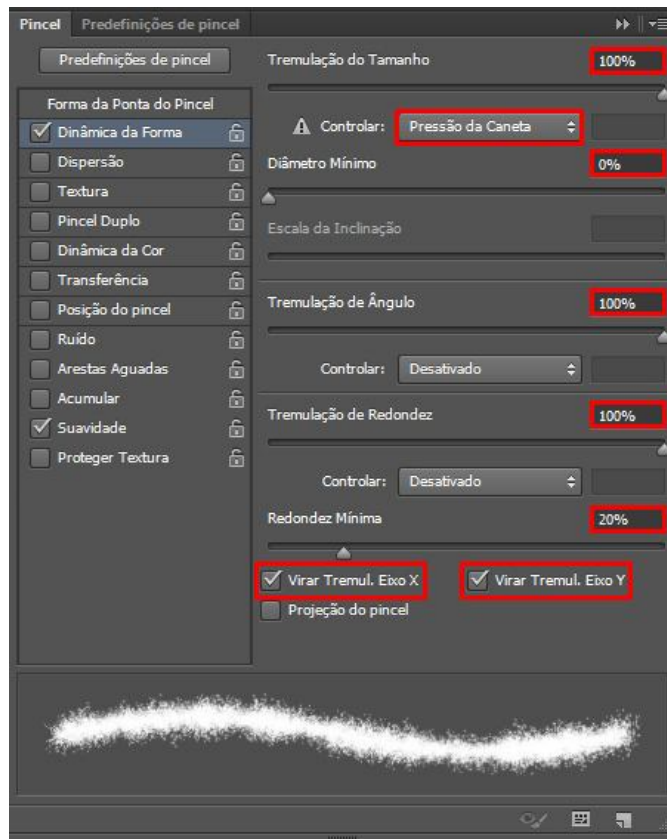 Pincel Predefinições de pincel
Predefinições de pincel
Forma da Ponta do Pincel
Dinâmica da Forma
Dispersão
Textura
Pincel Duplo
Dinâmica da Cor
Transferência
Posição do pincel
Ruído
Arestas Aguadas
Acumular
Suavidade
Proteger Textura
Tremulação do Tamanho 100%
Controlar: Pressão da Caneta
Diâmetro Mínimo 0%
Escala da Inclinação
Tremulação de Ângulo 100%
Controlar: Desativado
Tremulação de Redondez 100%
Controlar: Desativado
Redondez Mínima 20%
Virar Tremul. Eixo X Virar Tremul. Eixo Y
Projeção do pincel